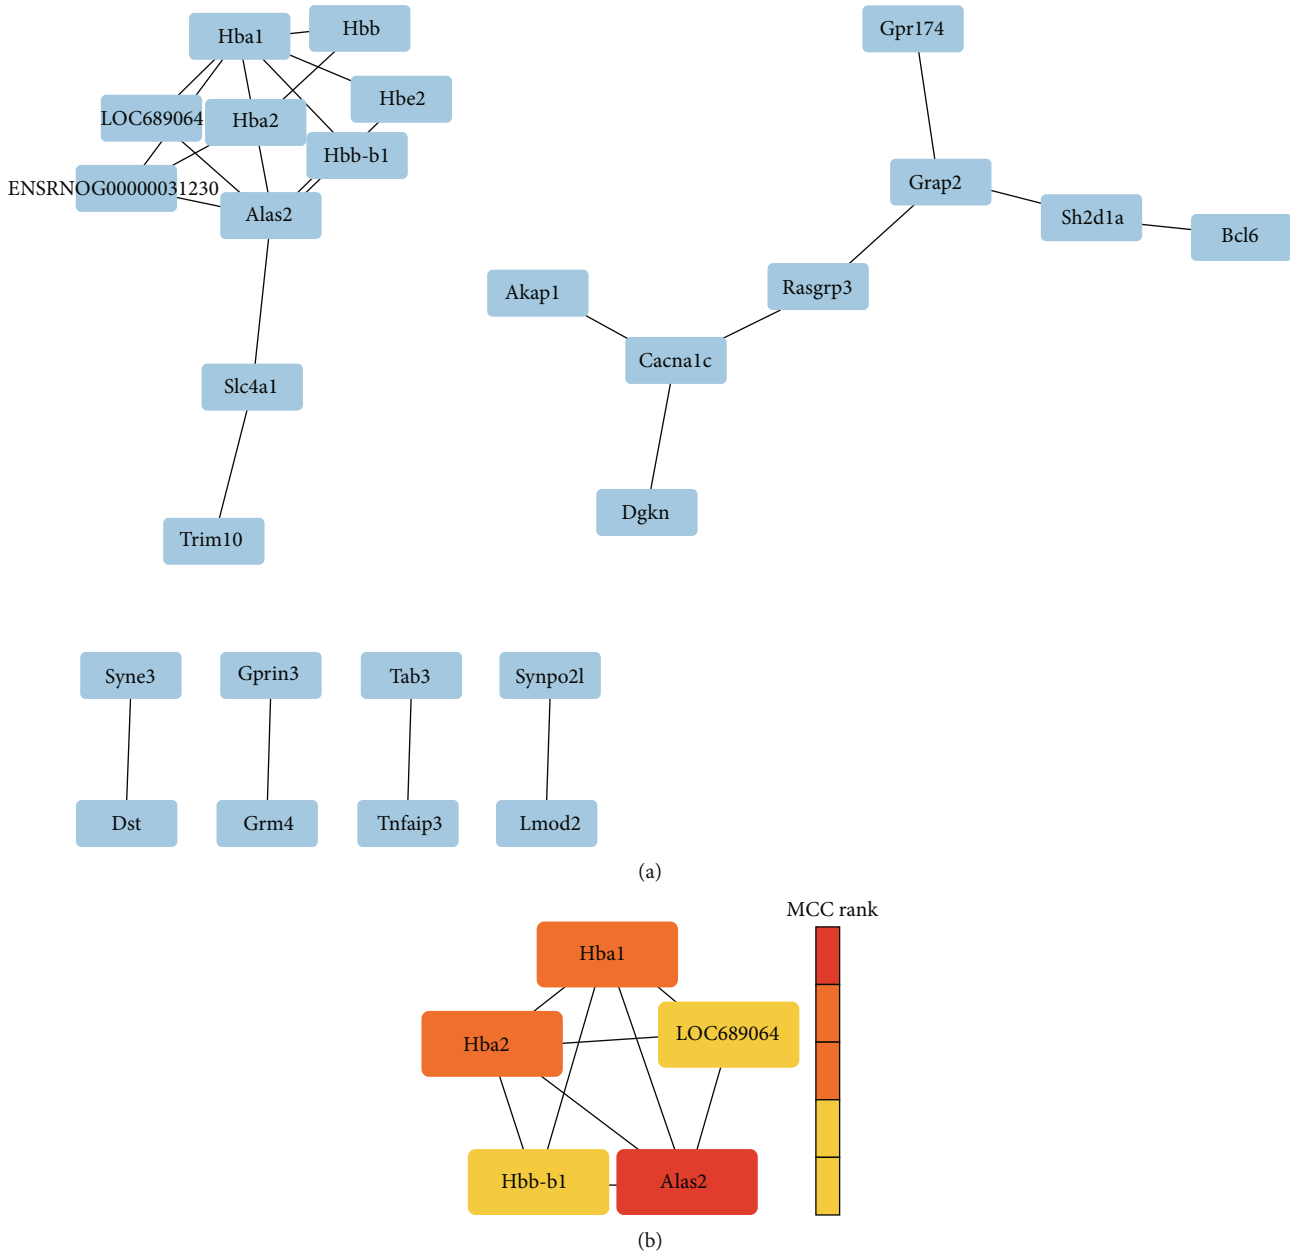 Hba1
Hbb
LOC689064
Hba2
Hbe2
Hbb-b1
ENSRNOG00000031230
Alas2
Slc4a1
Trim10
Gpr174
Grap2
Sh2d1a
Bcl6
Rasgrp3
Akap1
Cacna1c
Dgkn
Syne3
Gprin3
Tab3
Synpo2l
Dst
Grm4
Tnfaip3
Lmod2
(a)
MCC rank
Hba1
LOC689064
Hba2
Hbb-b1
Alas2
(b)